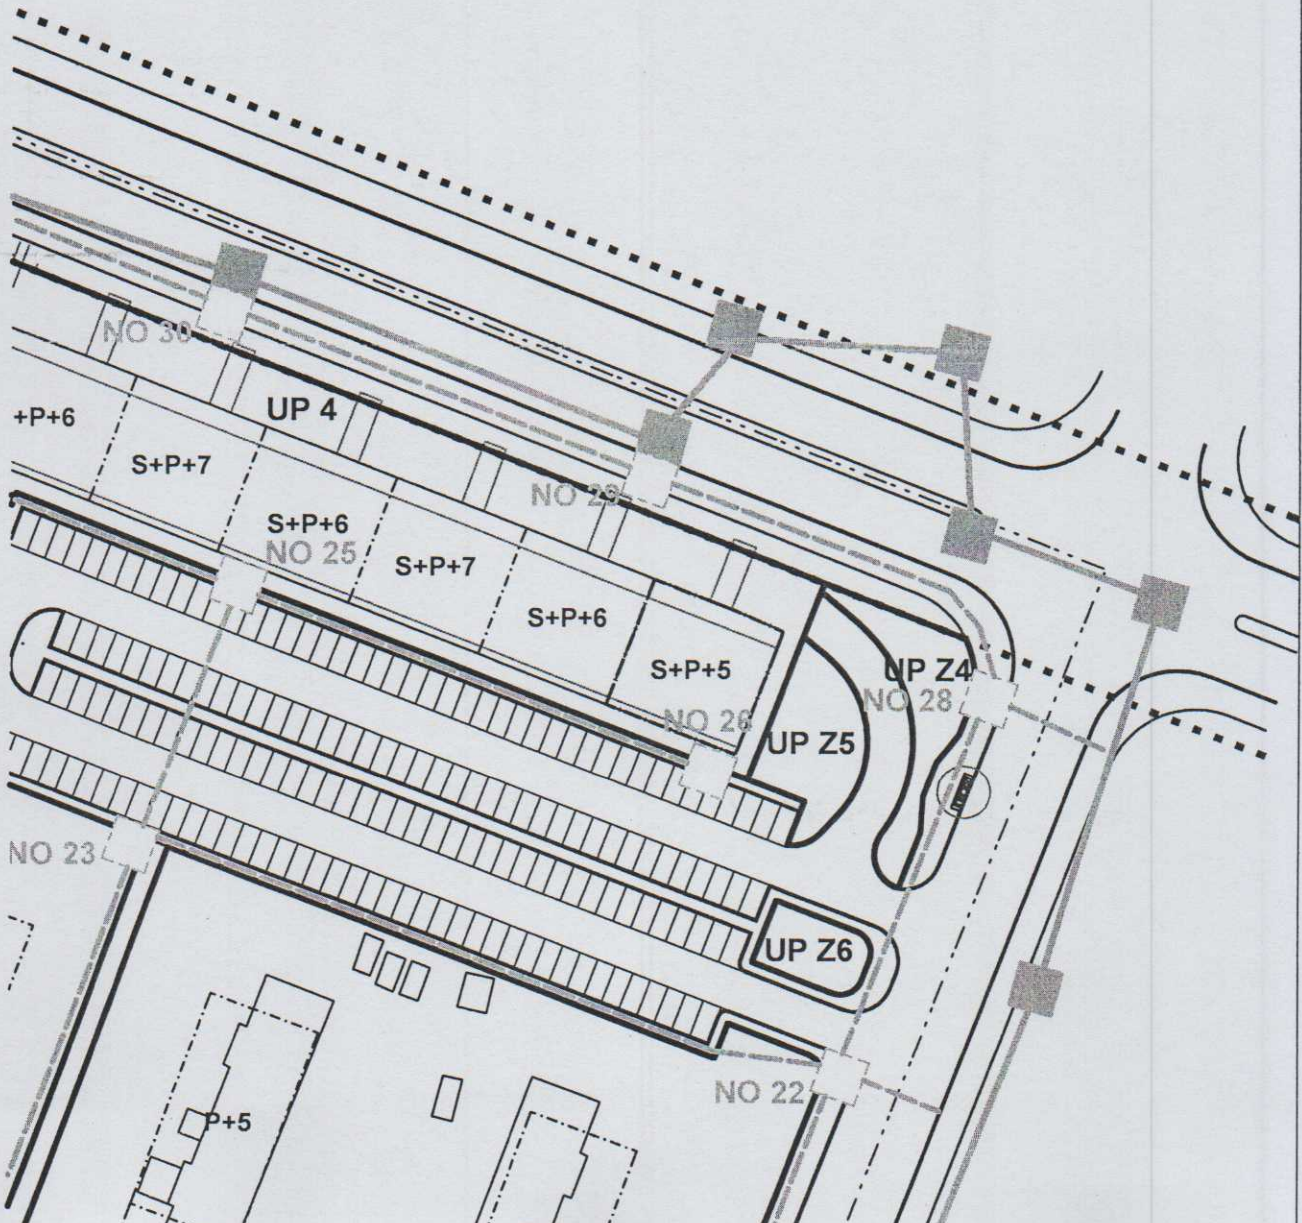 NO 30
UP 4
+P+6
S+P+7
NO 29
S+P+6
NO 25
S+P+7
S+P+6
S+P+5
UP Z4
NO 28
NO 26
UP Z5
NO 23
UP Z6
NO 22
P+5